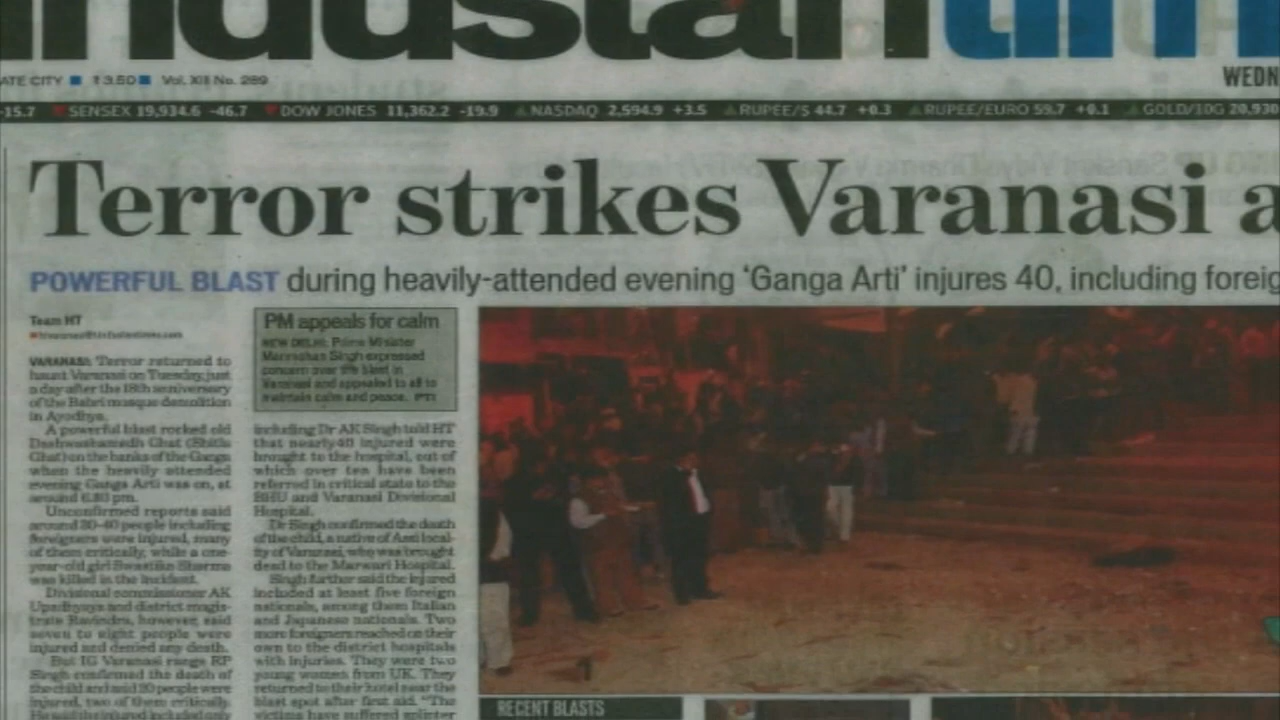 industan tim
ATE CITY ₹3.50 Vol. XIII No. 289
WEDN
-15.7 SENSEX 19,934.6 -46.7 DOW JONES 11,362.2 -19.9 NASDAQ 2,594.9 +3.5 RUPEE/$ 44.7 +0.3 RUPEE/EURO 59.7 +0.1 GOLD/10G 20,930
Terror strikes Varanasi a
POWERFUL BLAST during heavily-attended evening ‘Ganga Arti’ injures 40, including foreig
Team HT
VARANASI: Terror returned to
haunt Varanasi on Tuesday, just
a day after the 18th anniversary
of the Babri mosque demolition
in Ayodhya.
A powerful blast rocked old
Dashwashamedh Ghat (Shitla
Ghat) on the banks of the Ganga
when the heavily attended
evening Ganga Arti was on, at
around 6.30 pm.
Unconfirmed reports said
around 30-40 people including
foreigners were injured, many
of them critically, while a one-
year-old girl Swastika Sharma
was killed in the incident.
Divisional commissioner AK
Upadhyaya and district magis-
trate Ravindra, however, said
seven to eight people were
injured and denied any death.
But IG Varanasi range RP
Singh confirmed the death of
the child and said 20 people were
injured, two of them critically.
He said the injured included only
PM appeals for calm
NEW DELHI: Prime Minister
Manmohan Singh expressed
concern over the blast in
Varanasi and appealed to all to
maintain calm and peace. PTI
including Dr AK Singh told HT
that nearly 40 injured were
brought to the hospital, out of
which over ten have been
referred in critical state to the
BHU and Varanasi Divisional
Hospital.
Dr Singh confirmed the death
of the child, a native of Assi local-
ity of Varanasi, who was brought
dead to the Marwari Hospital.
Singh further said the injured
included at least five foreign
nationals, among them Italian
and Japanese nationals. Two
more foreigners reached on their
own to the district hospitals
with injuries. They were two
young women from UK. They
returned to their hotel near the
blast spot after first aid. "The
victims have suffered splinter
RECENT BLASTS